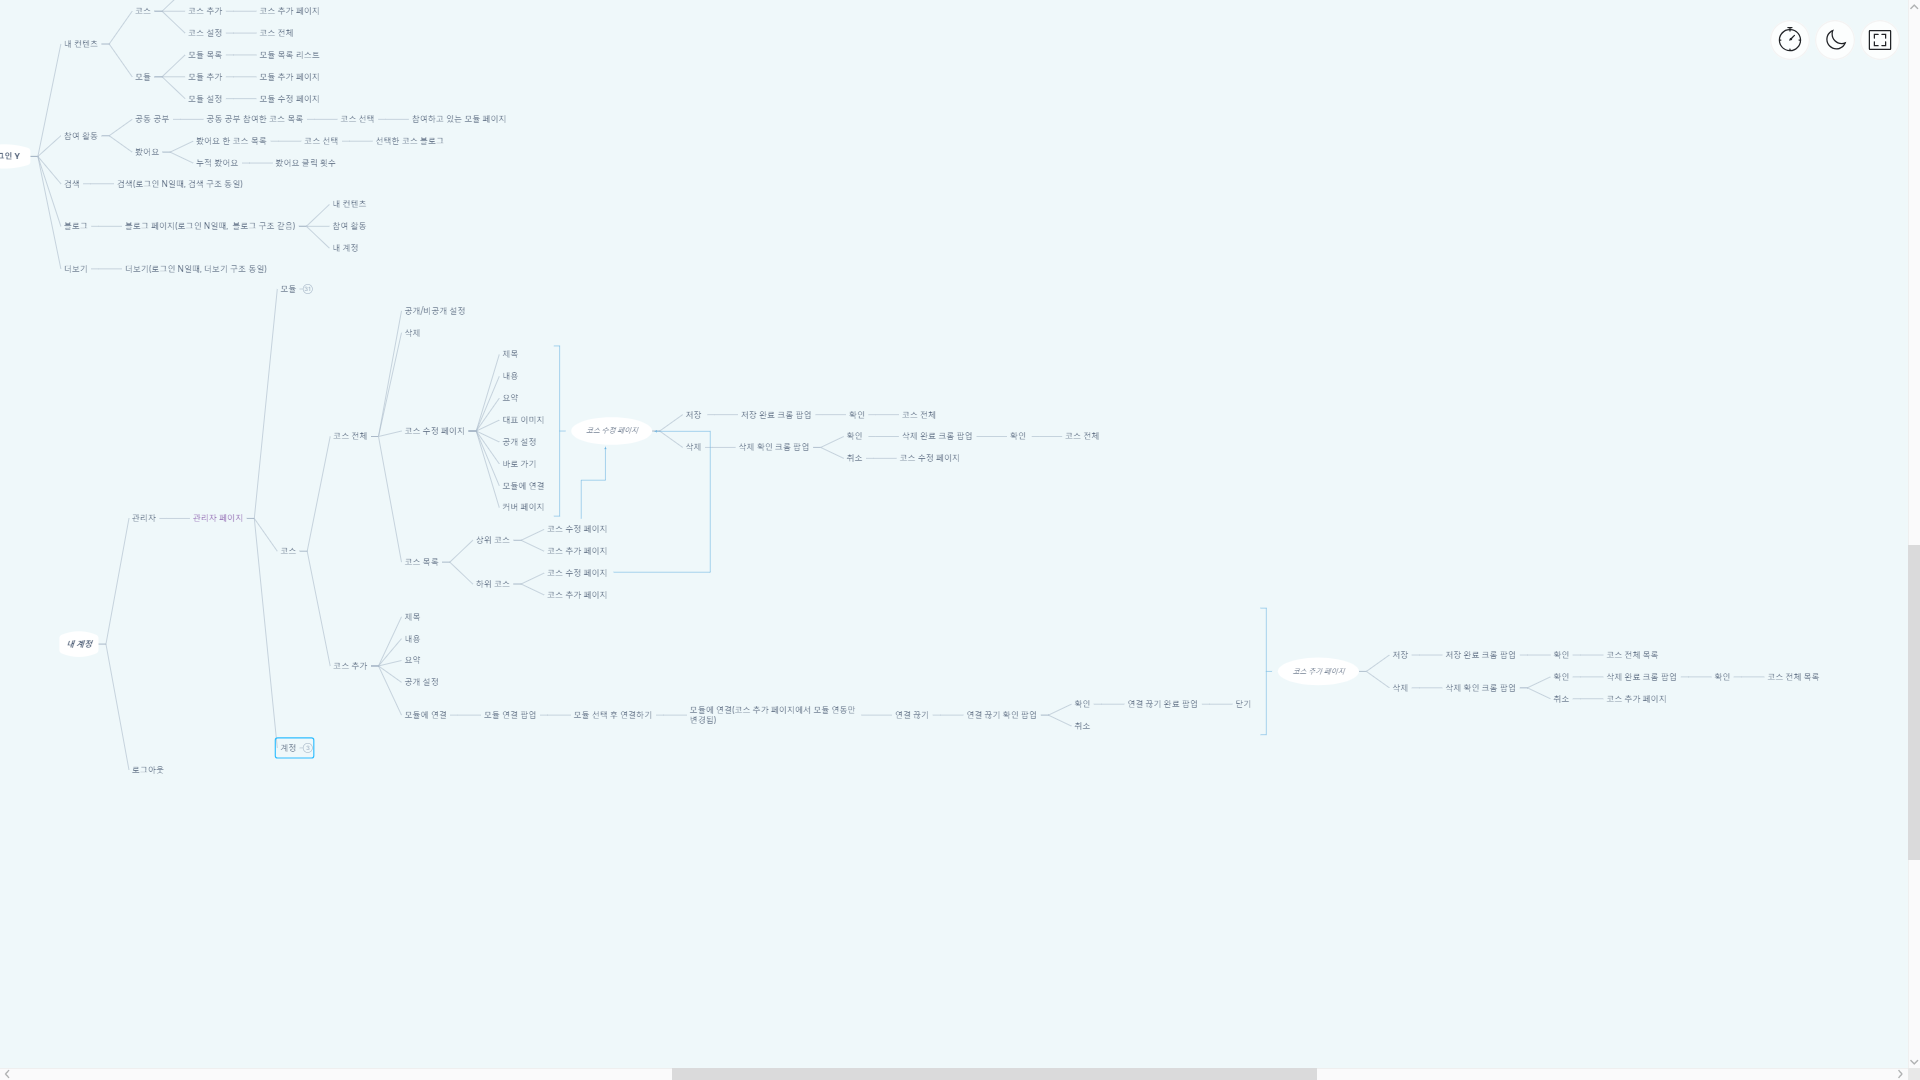 코스
코스 추가
코스 추가 페이지
코스 설정
코스 전체
내 컨텐츠
모듈 목록
모듈 목록 리스트
모듈
모듈 추가
모듈 추가 페이지
모듈 설정
모듈 수정 페이지
공동 공부
공동 공부 참여한 코스 목록
코스 선택
참여하고 있는 모듈 페이지
참여 활동
봤어요 한 코스 목록
코스 선택
선택한 코스 블로그
봤어요
누적 봤어요
봤어요 클릭 횟수
그인 Y
검색
검색(로그인 N일때, 검색 구조 동일)
내 컨텐츠
블로그
블로그 페이지(로그인 N일때, 블로그 구조 같음)
참여 활동
내 계정
더보기
더보기(로그인 N일때, 더보기 구조 동일)
모듈
공개/비공개 설정
삭제
제목
내용
요약
대표 이미지
코스 전체
코스 수정 페이지
공개 설정
바로 가기
모듈에 연결
커버 페이지
코스 수정 페이지
저장
저장 완료 크롬 팝업
확인
코스 전체
삭제
삭제 확인 크롬 팝업
확인
삭제 완료 크롬 팝업
확인
코스 전체
취소
코스 수정 페이지
관리자
관리자 페이지
코스
코스 목록
상위 코스
코스 수정 페이지
코스 추가 페이지
하위 코스
코스 수정 페이지
코스 추가 페이지
내 계정
코스 추가
제목
내용
요약
공개 설정
모듈에 연결
모듈 연결 팝업
모듈 선택 후 연결하기
모듈에 연결(코스 추가 페이지에서 모듈 연동만
변경됨)
연결 끊기
연결 끊기 확인 팝업
확인
연결 끊기 완료 팝업
닫기
취소
코스 추가 페이지
저장
저장 완료 크롬 팝업
확인
코스 전체 목록
삭제
삭제 확인 크롬 팝업
확인
삭제 완료 크롬 팝업
확인
코스 전체 목록
취소
코스 추가 페이지
계정
로그아웃